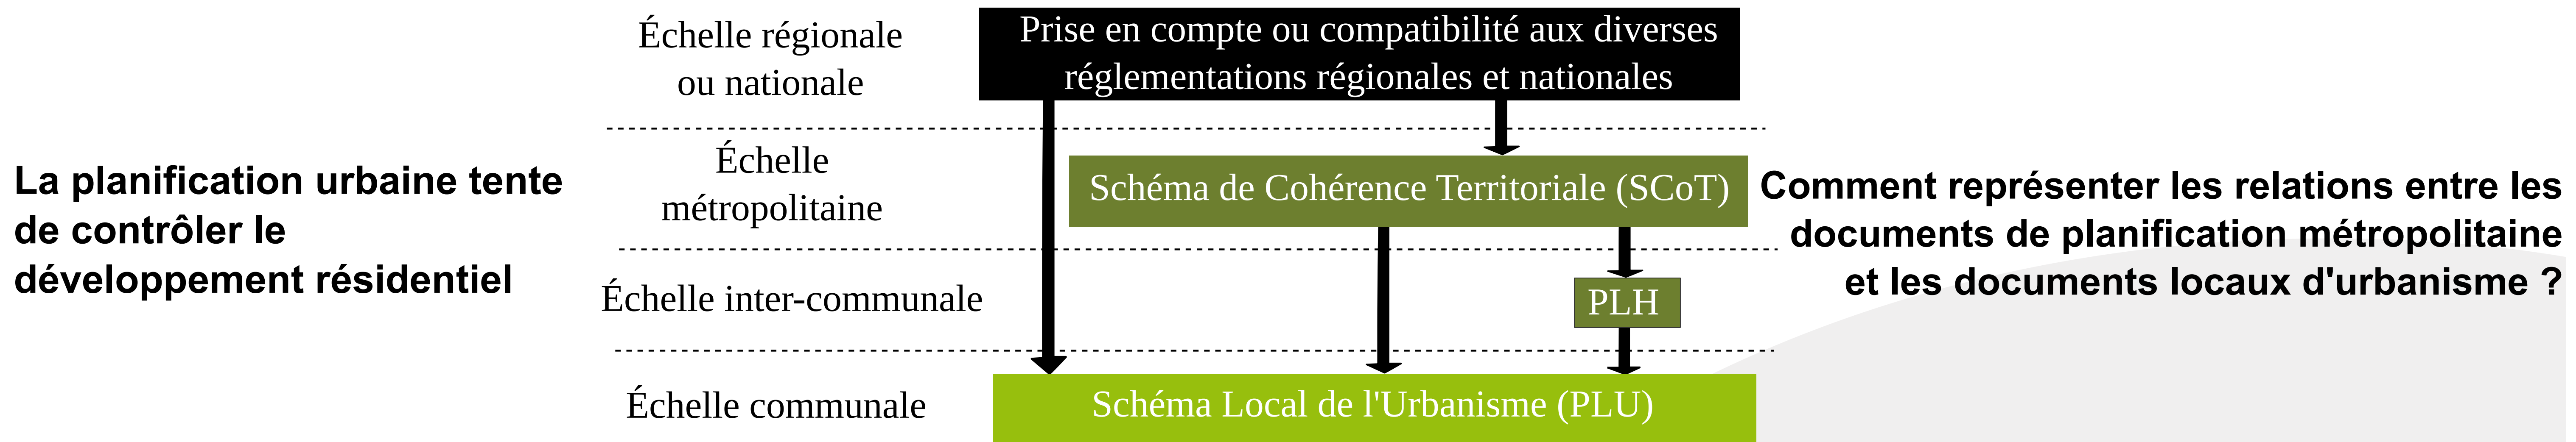 La planification urbaine tente
de contrôler le
développement résidentiel
Échelle régionale
ou nationale
Prise en compte ou compatibilité aux diverses
réglementations régionales et nationales
Échelle
métropolitaine
Schéma de Cohérence Territoriale (SCoT)
Échelle inter-communale
PLH
Échelle communale
Schéma Local de l'Urbanisme (PLU)
Comment représenter les relations entre les
documents de planification métropolitaine
et les documents locaux d'urbanisme ?